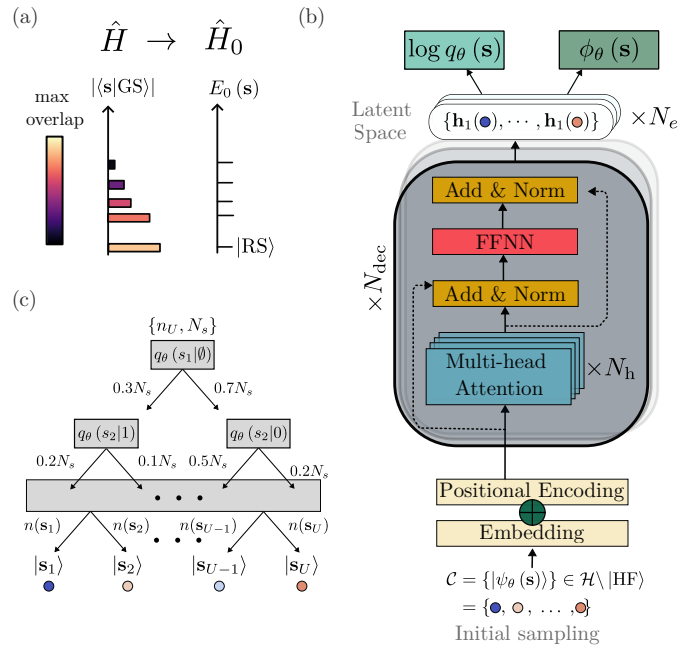 (a)
Ĥ → Ĥ₀
|⟨s|GS⟩|
E₀ (s)
max
overlap
|RS⟩
(b)
log q_θ (s)
ϕ_θ (s)
Latent
Space
{h₁(), · · · , h₁()}
×N_e
Add & Norm
FFNN
Add & Norm
×N_dec
Multi-head
Attention
×N_h
Positional Encoding
Embedding
𝒞 = {|ψ_θ (s)⟩} ∈ ℋ\ |HF⟩
= { , , . . . , }
Initial sampling
(c)
{n_U, N_s}
q_θ (s₁|∅)
0.3N_s
0.7N_s
q_θ (s₂|1)
q_θ (s₂|0)
0.2N_s
0.1N_s
0.5N_s
0.2N_s
• • •
n(s₁)
n(s₂)
n(s_{U−1})
n(s_U)
• • •
|s₁⟩
|s₂⟩
|s_{U−1}⟩
|s_U⟩